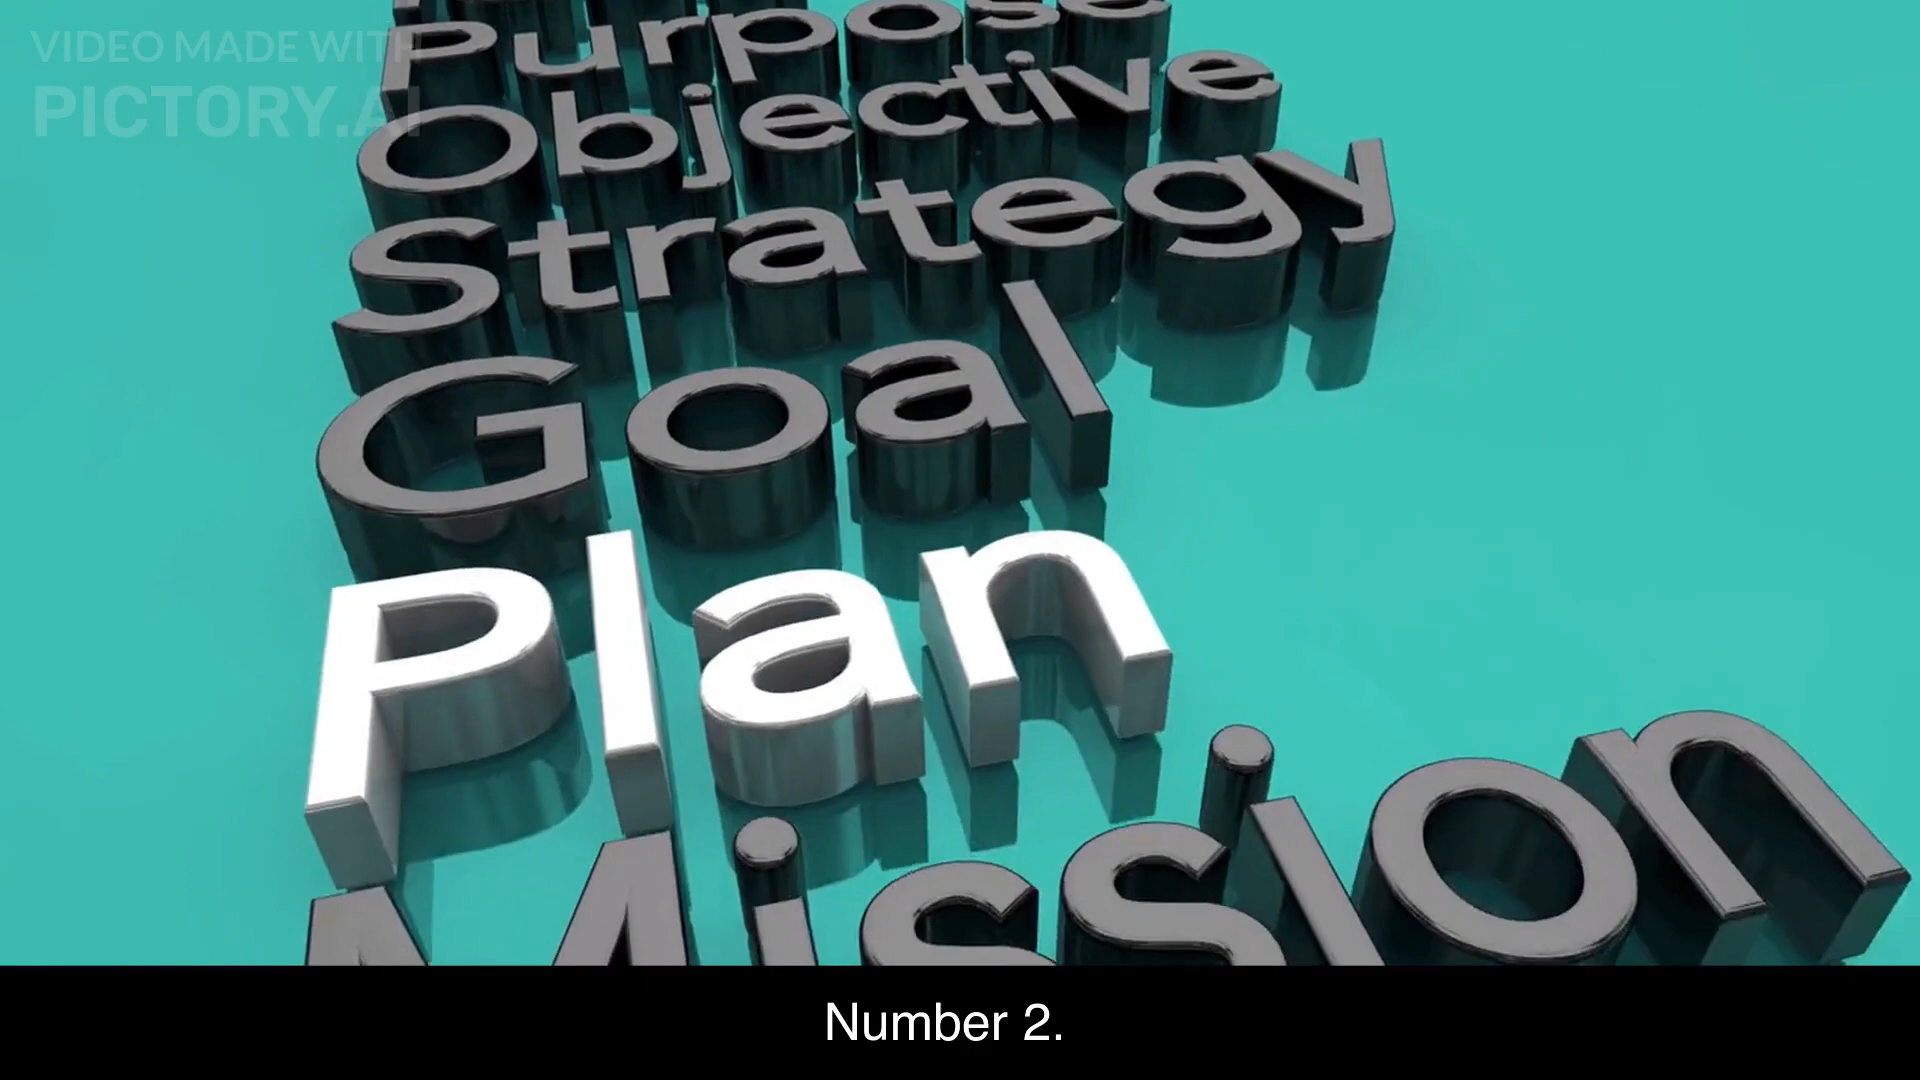 VIDEO MADE WITH
PICTORY.AI
Purpose
Objective
Strategy
Goal
Plan
Mission
Number 2.